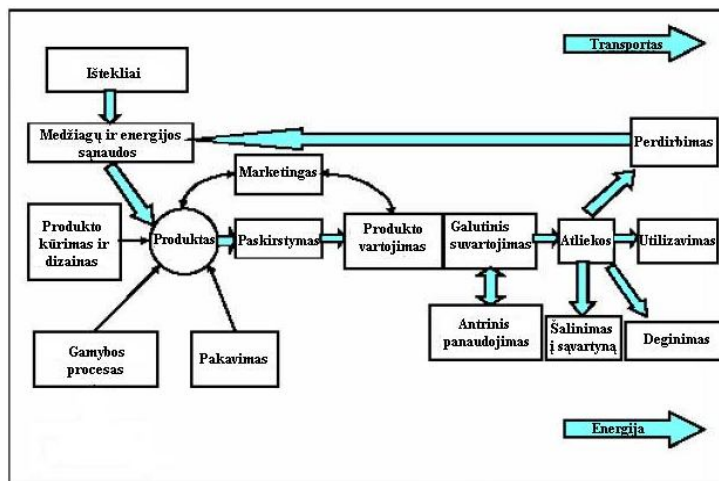 Transportas
Ištekliai
Medžiagų ir energijos
sąnaudos
Perdirbimas
Marketingas
Produkto
kūrimas ir
dizainas
Produktas
Paskirstymas
Produkto
vartojimas
Galutinis
suvartojimas
Atliekos
Utilizavimas
Gamybos
procesas
Pakavimas
Antrinis
panaudojimas
Šalinimas
į sąvartyną
Deginimas
Energija